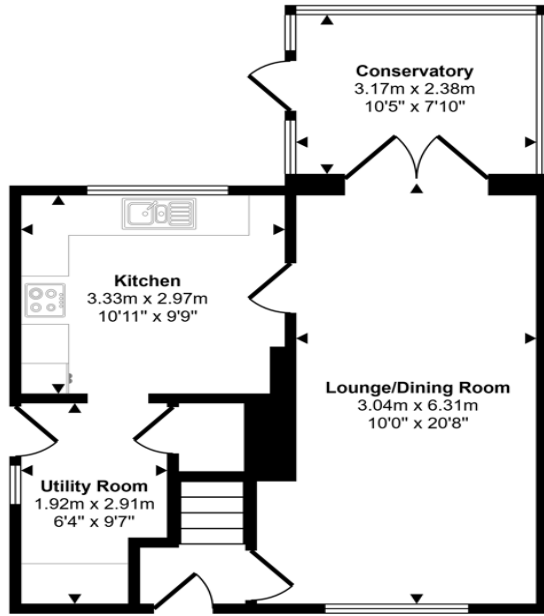 Conservatory
3.17m x 2.38m
10'5" x 7'10"
Kitchen
3.33m x 2.97m
10'11" x 9'9"
Lounge/Dining Room
3.04m x 6.31m
10'0" x 20'8"
Utility Room
1.92m x 2.91m
6'4" x 9'7"